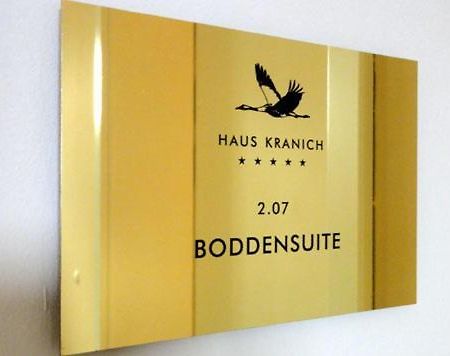 HAUS KRANICH
★★★★★
2.07
BODDENSUITE